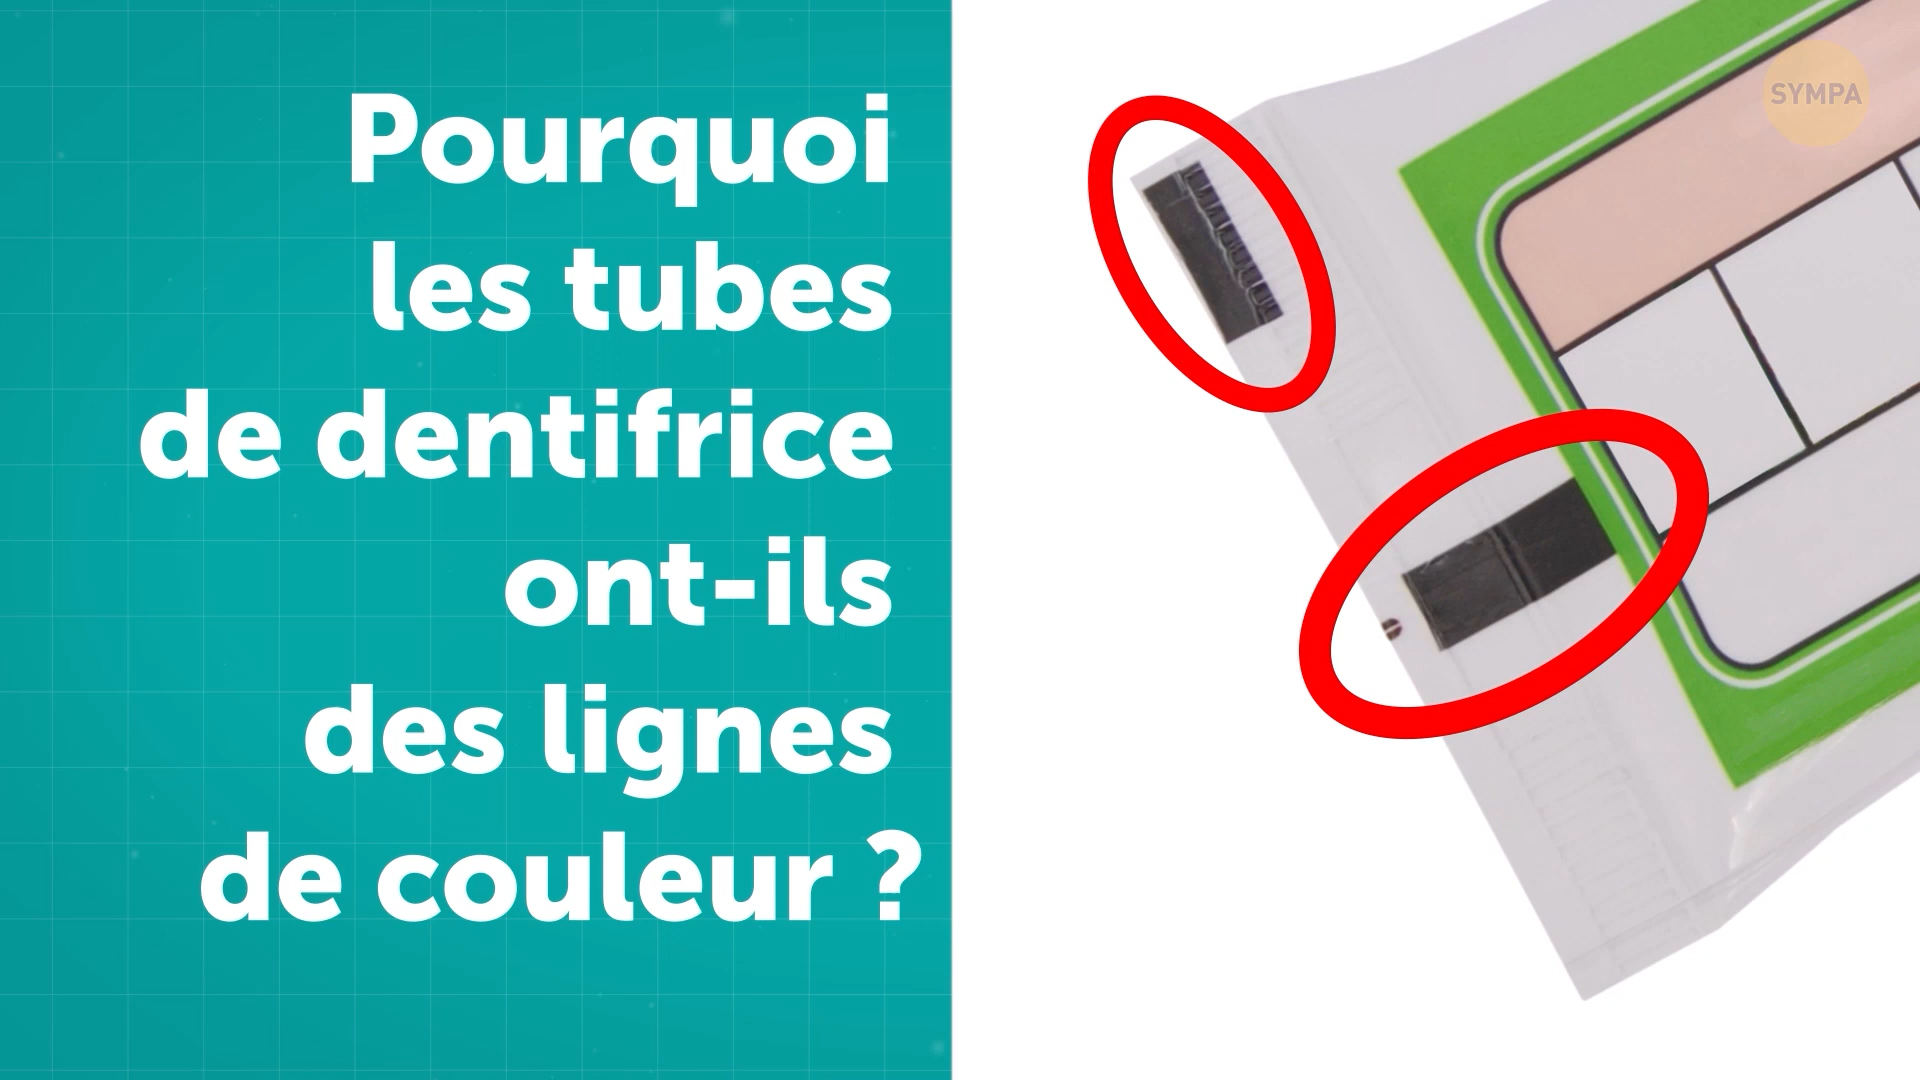 Pourquoi
les tubes
de dentifrice
ont-ils
des lignes
de couleur ?
SYMPA